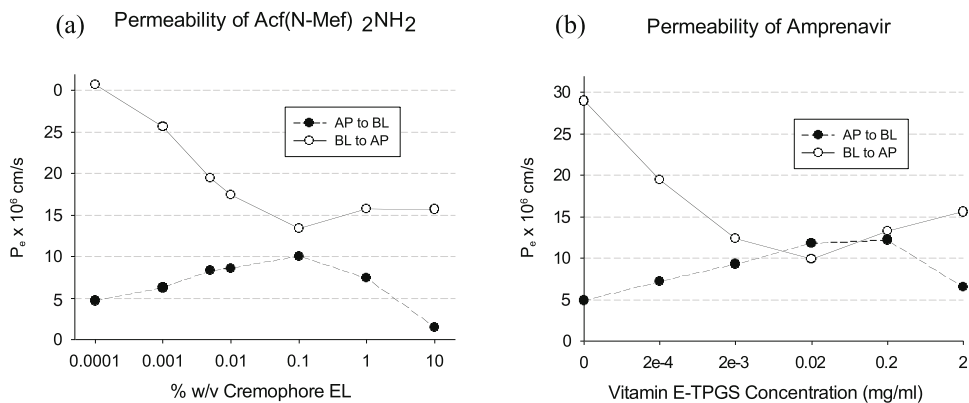 (a)
Permeability of Acf(N-Mef) 2NH2
Pe x 10⁶ cm/s
0
25
20
15
10
5
0
AP to BL
BL to AP
0.0001 0.001 0.01 0.1 1 10
% w/v Cremophore EL
(b)
Permeability of Amprenavir
Pe x 10⁶ cm/s
30
25
20
15
10
5
0
AP to BL
BL to AP
0 2e-4 2e-3 0.02 0.2 2
Vitamin E-TPGS Concentration (mg/ml)